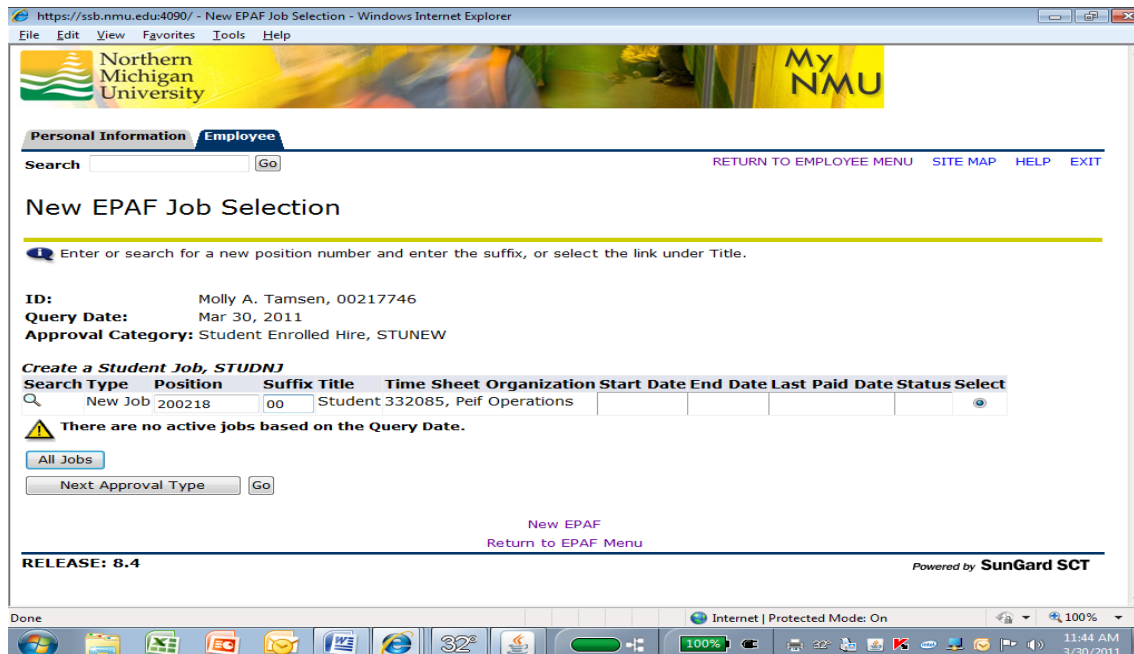 https://ssb.nmu.edu:4090/ - New EPAF Job Selection - Windows Internet Explorer
File Edit View Favorites Tools Help
Northern
Michigan
University
My
NMU
Personal Information Employee
Search Go RETURN TO EMPLOYEE MENU SITE MAP HELP EXIT
New EPAF Job Selection
Enter or search for a new position number and enter the suffix, or select the link under Title.
ID: Molly A. Tamsen, 00217746
Query Date: Mar 30, 2011
Approval Category: Student Enrolled Hire, STUNEW
Create a Student Job, STUDNJ
Search Type Position Suffix Title Time Sheet Organization Start Date End Date Last Paid Date Status Select
New Job 200218 00 Student 332085, Peif Operations
There are no active jobs based on the Query Date.
All Jobs
Next Approval Type Go
New EPAF
Return to EPAF Menu
RELEASE: 8.4 Powered by SunGard SCT
Done Internet | Protected Mode: On 100%
32° 100% 22° 11:44 AM
3/30/2011